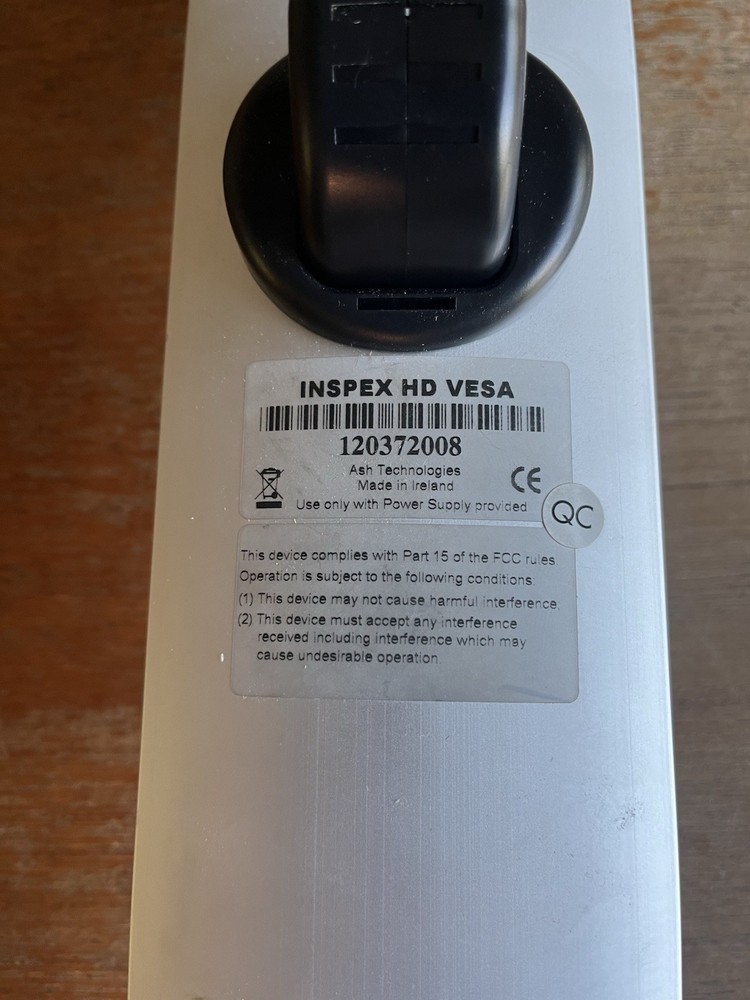 INSPEX HD VESA
120372008
Ash Technologies
Made in Ireland
CE
Use only with Power Supply provided
QC
This device complies with Part 15 of the FCC rules.
Operation is subject to the following conditions:
(1) This device may not cause harmful interference.
(2) This device must accept any interference
received including interference which may
cause undesirable operation.